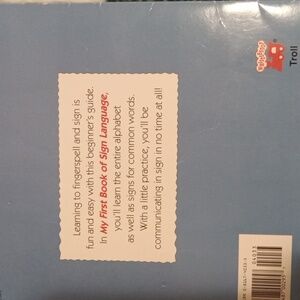 Learning to fingerspell and sign is
fun and easy with this beginner's guide.
In My First Book of Sign Language,
you'll learn the entire alphabet
as well as signs for common words.
With a little practice, you'll be
communicating in sign in no time at all!
Troll